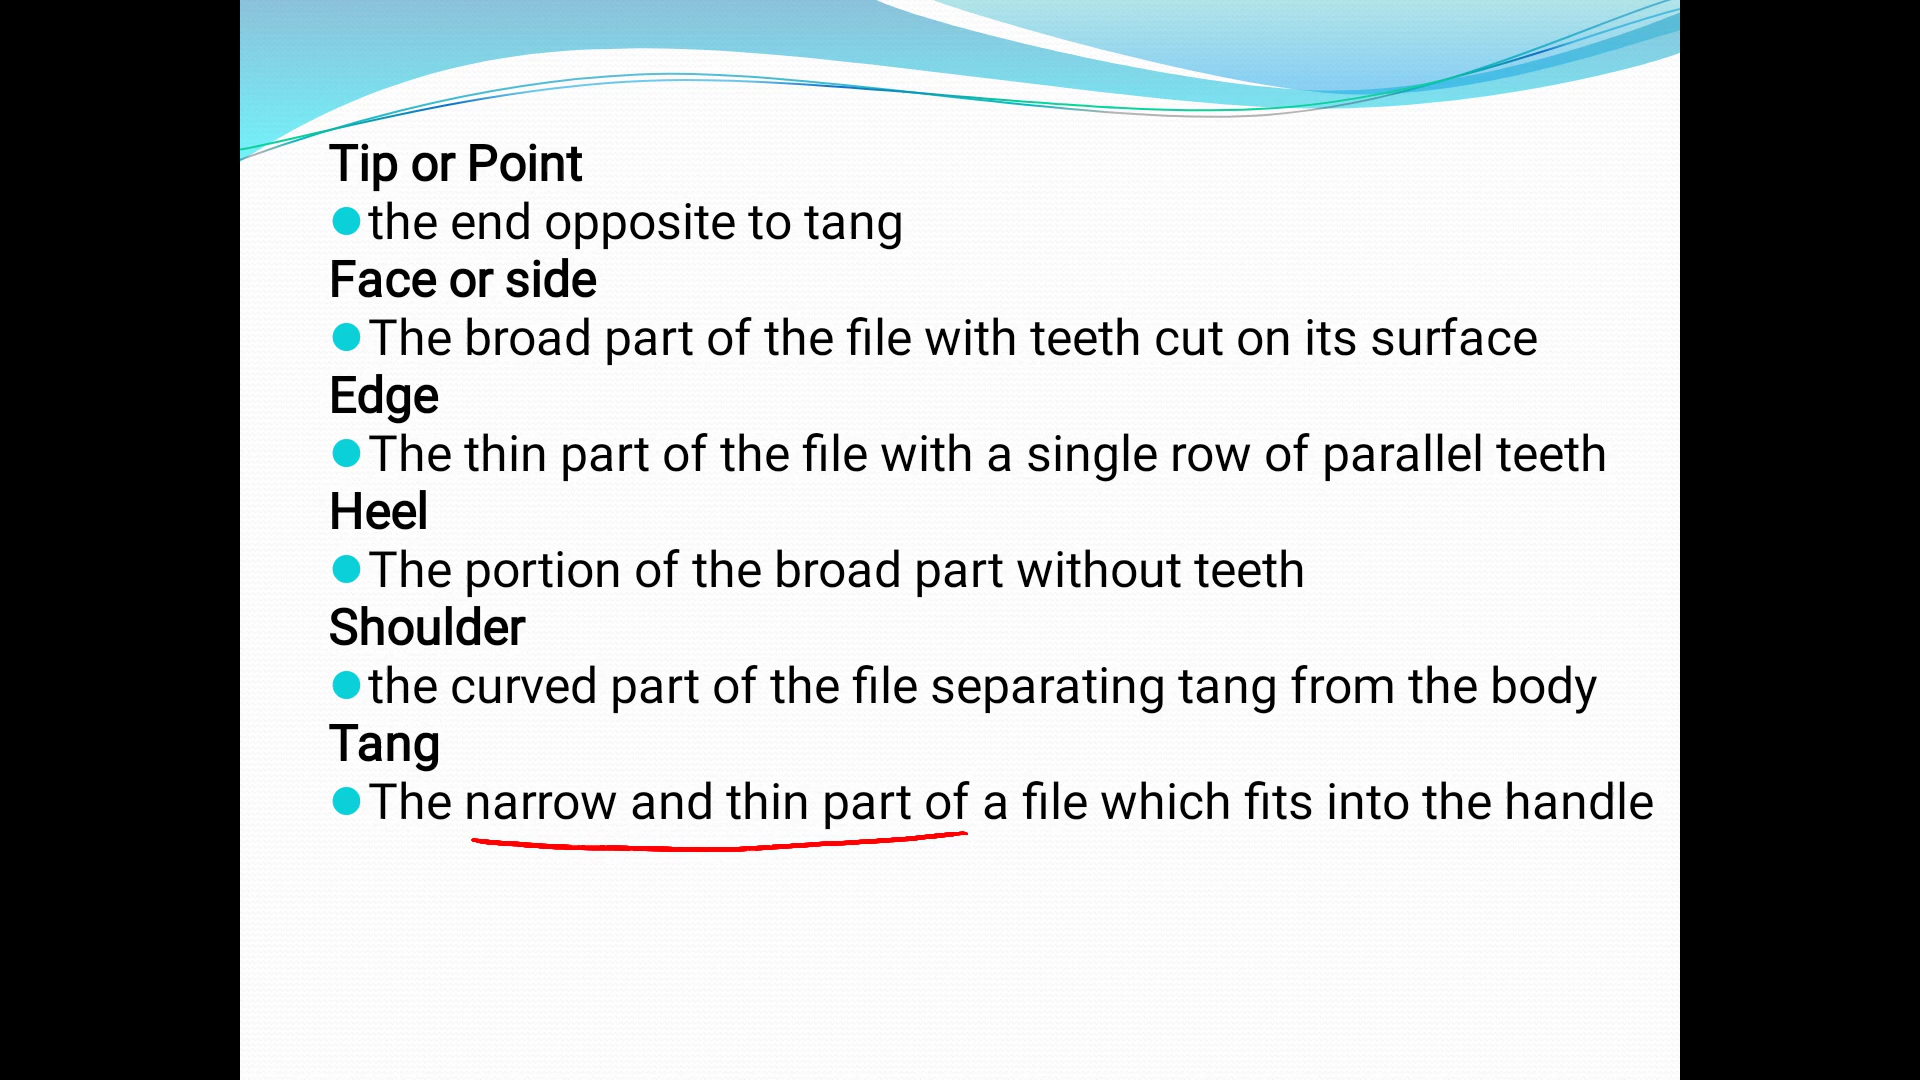 Tip or Point
the end opposite to tang
Face or side
The broad part of the file with teeth cut on its surface
Edge
The thin part of the file with a single row of parallel teeth
Heel
The portion of the broad part without teeth
Shoulder
the curved part of the file separating tang from the body
Tang
The narrow and thin part of a file which fits into the handle